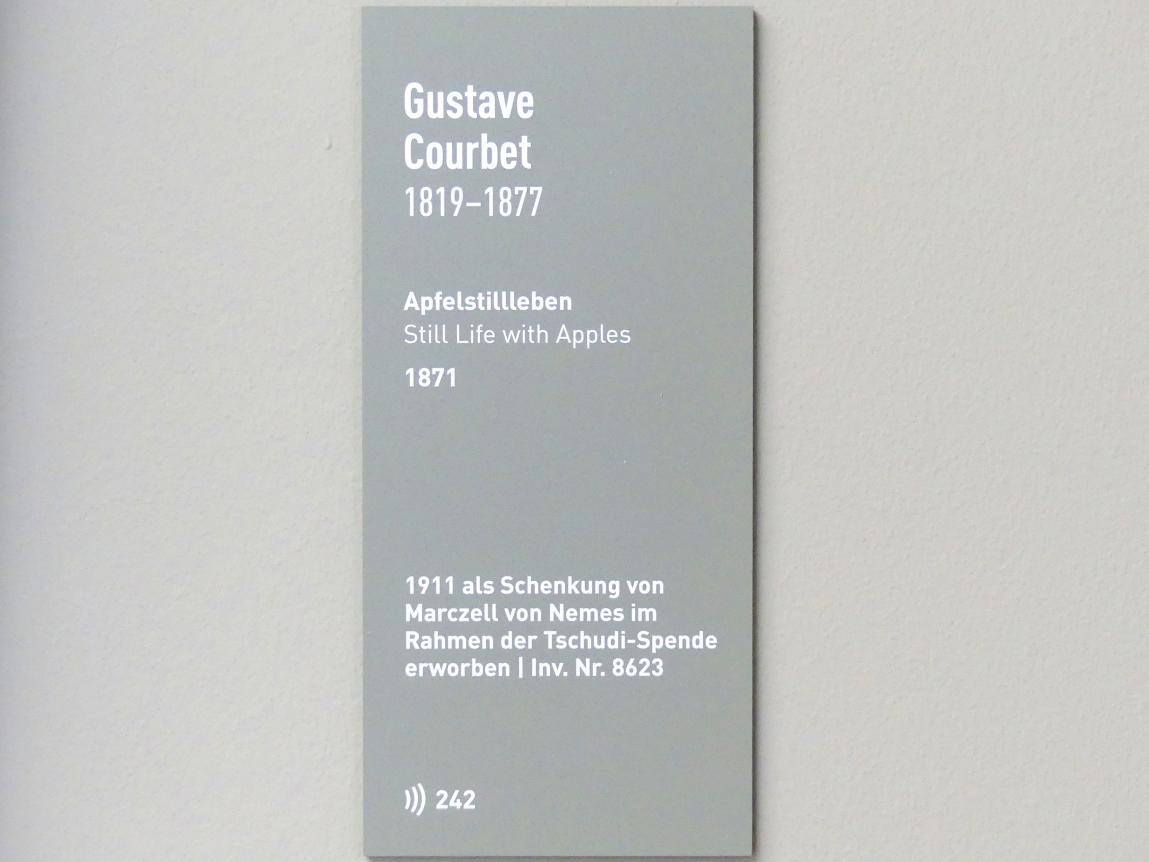 Gustave
Courbet
1819–1877
Apfelstillleben
Still Life with Apples
1871
1911 als Schenkung von
Marczell von Nemes im
Rahmen der Tschudi-Spende
erworben | Inv. Nr. 8623
242